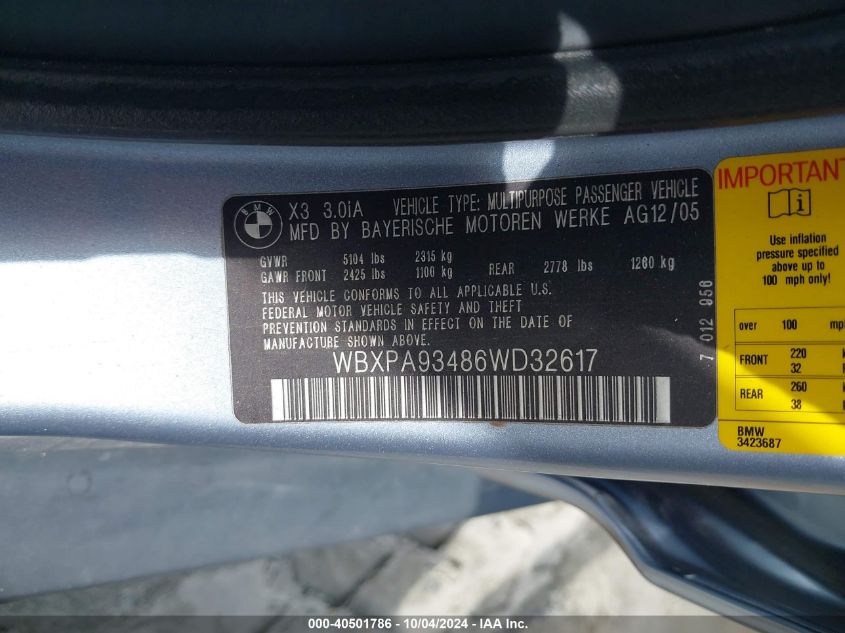 BMW
X3 3.0iA VEHICLE TYPE: MULTIPURPOSE PASSENGER VEHICLE
MFD BY BAYERISCHE MOTOREN WERKE AG12/05
GVWR 5104 lbs 2315 kg
GAWR FRONT 2425 lbs 1100 kg REAR 2778 lbs 1260 kg
THIS VEHICLE CONFORMS TO ALL APPLICABLE U.S.
FEDERAL MOTOR VEHICLE SAFETY AND THEFT
PREVENTION STANDARDS IN EFFECT ON THE DATE OF
MANUFACTURE SHOWN ABOVE.
WBXPA93486WD32617
7 012 956
IMPORTANT
i
Use inflation
pressure specified
above up to
100 mph only!
over 100 mp
FRONT 220
32
REAR 260
38
BMW
3423687
000-40501786 - 10/04/2024 - IAA Inc.